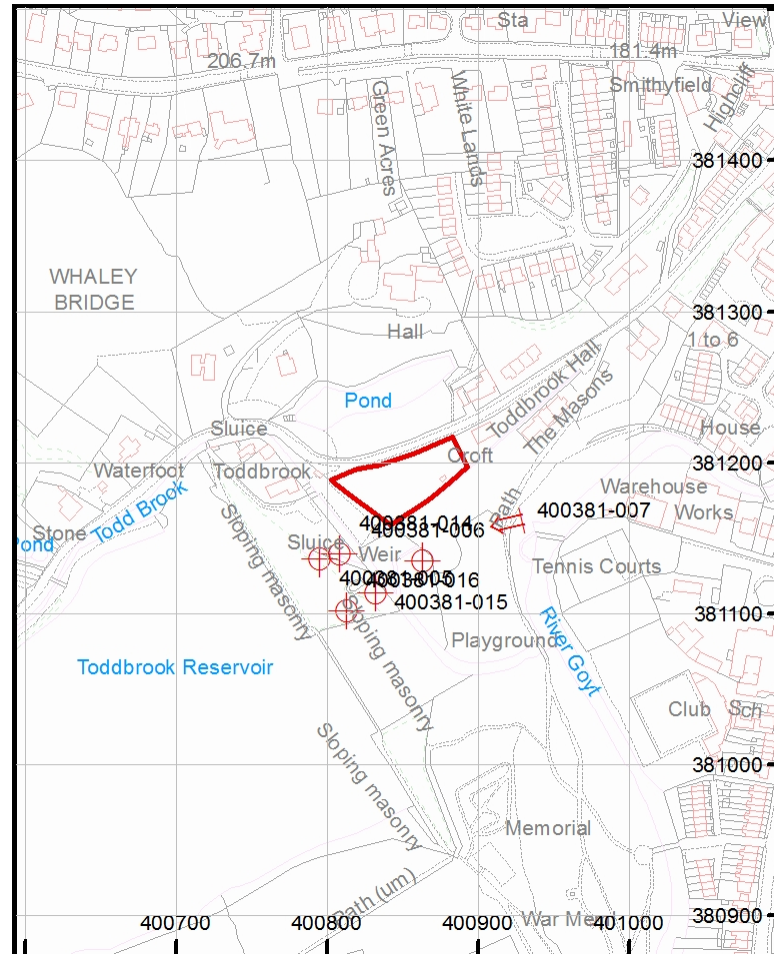 Sta
View
206.7m
181.4m
Smithyfield
Highcliff
Green Acres
White Lands
381400
WHALEY
BRIDGE
381300
Hall
1 to 6
Pond
Toddbrook Hall
The Masons
Sluice
House
Croft
381200
Waterfoot
Toddbrook
Warehouse
Todd Brook
Path
400381-007
Works
Stone
Pond
400381-014
400381-006
Sluice
Weir
Sloping masonry
Tennis Courts
400381-005
400381-016
400381-015
381100
Sloping masonry
Playground
River Goyt
Toddbrook Reservoir
Club
Sch
Sloping masonry
381000
Memorial
Path (um)
War Mem
380900
400700
400800
400900
401000